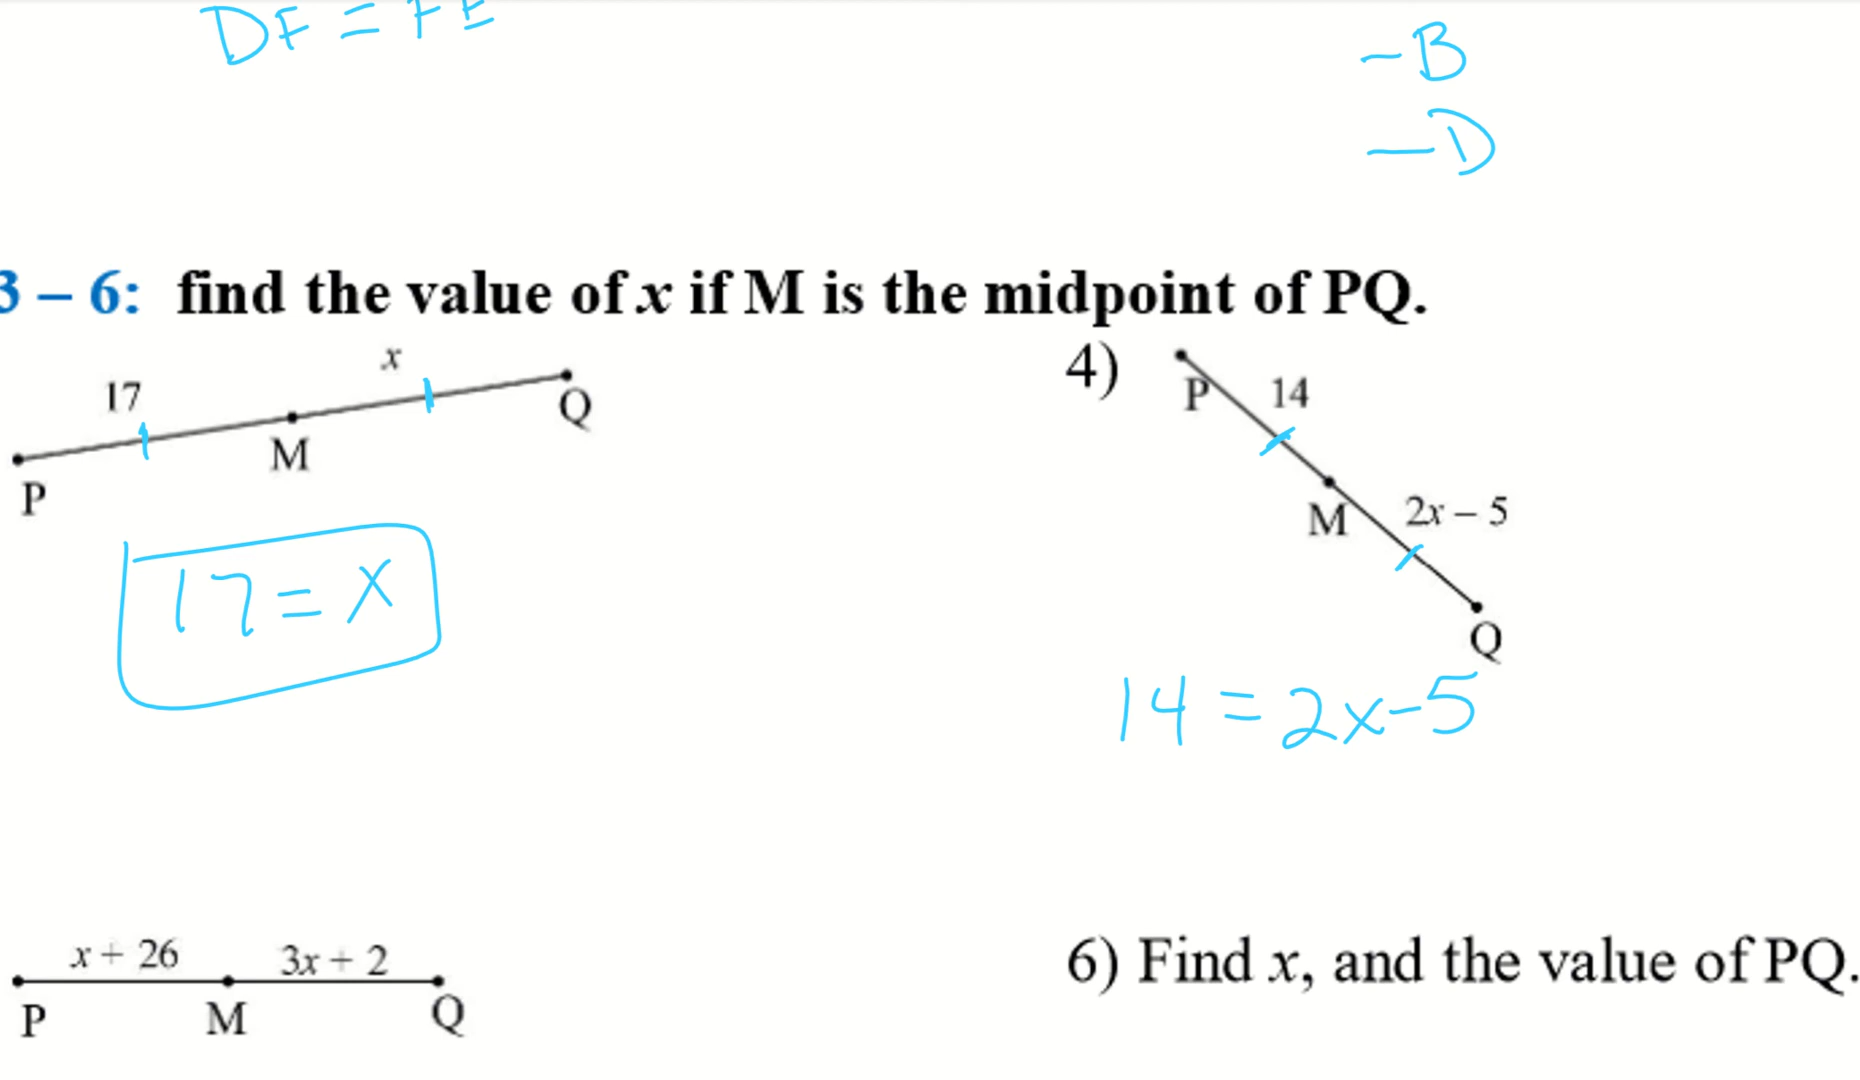 DF = FE
-B
-D
3 – 6: find the value of x if M is the midpoint of PQ.
17
x
P
M
Q
17 = x
4)
P
14
M
2x – 5
Q
14 = 2x-5
x + 26
3x + 2
P
M
Q
6) Find x, and the value of PQ.